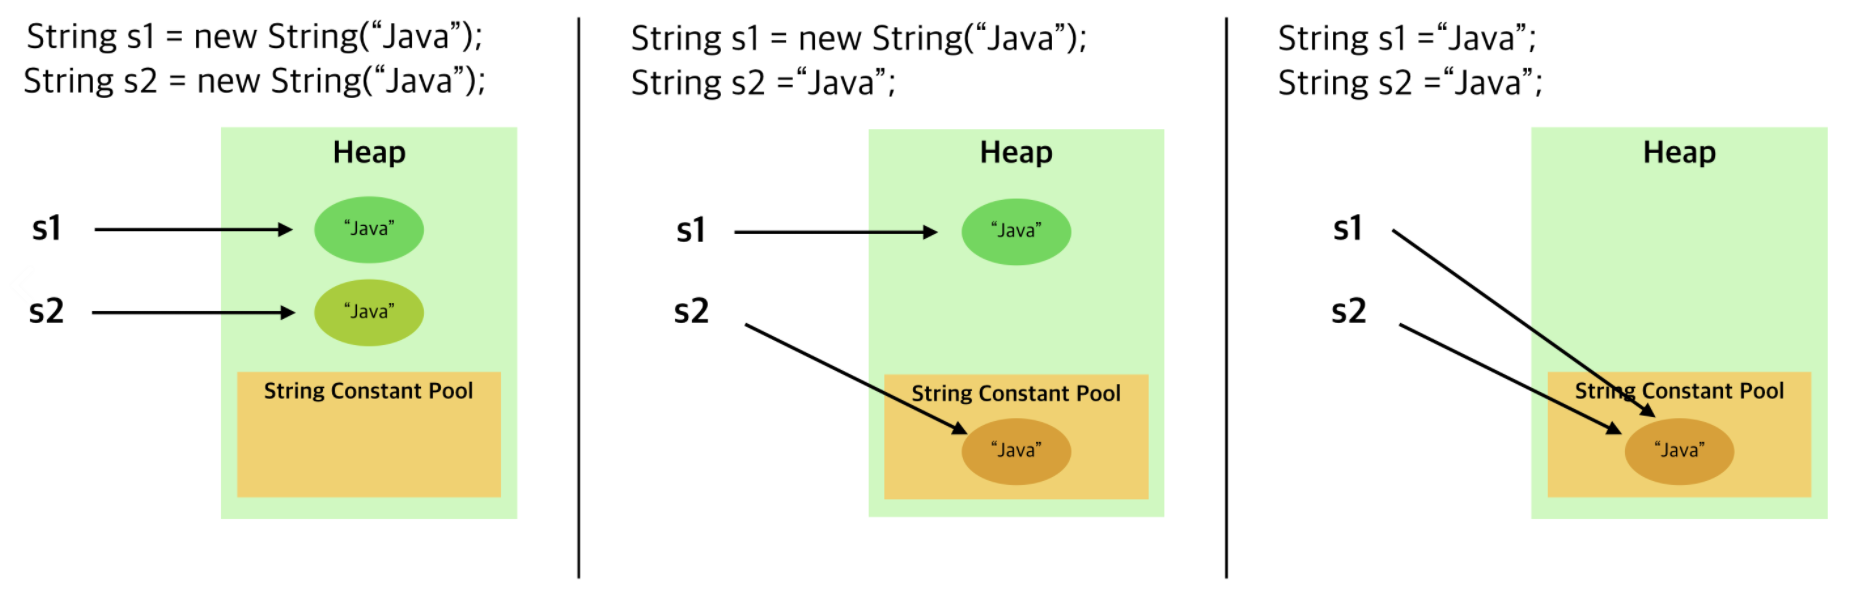 String s1 = new String(“Java”);
String s2 = new String(“Java”);
Heap
s1
“Java”
s2
“Java”
String Constant Pool
String s1 = new String(“Java”);
String s2 =“Java”;
Heap
s1
“Java”
s2
String Constant Pool
“Java”
String s1 =“Java”;
String s2 =“Java”;
Heap
s1
s2
String Constant Pool
“Java”